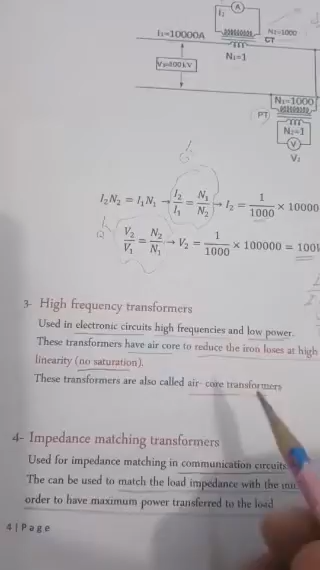 I₂
A
I₁=10000A
N₂=1000
CT
N₁=1
V₁=800 kV
N₁=1000
PT
N₂=1
V
V₂
I₂N₂ = I₁N₁ → I₂/I₁ = N₁/N₂ → I₂ = 1/1000 × 10000
V₂/V₁ = N₂/N₁ → V₂ = 1/1000 × 100000 = 100V
3- High frequency transformers
Used in electronic circuits high frequencies and low power.
These transformers have air core to reduce the iron loses at high
linearity (no saturation).
These transformers are also called air- core transformers
4- Impedance matching transformers
Used for impedance matching in communication circuits
The can be used to match the load impedance with the
order to have maximum power transferred to the load
4 | P a g e